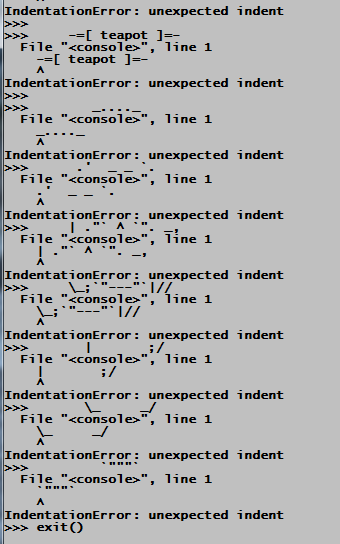 IndentationError: unexpected indent
>>>
>>>     -=[ teapot ]=-
  File "<console>", line 1
    -=[ teapot ]=-
    ^
IndentationError: unexpected indent
>>>
>>>        _...._
  File "<console>", line 1
    _...._
    ^
IndentationError: unexpected indent
>>>      .'  _ _ `.
  File "<console>", line 1
    .'  _ _ `.
    ^
IndentationError: unexpected indent
>>>     | ."` ^ `". _,
  File "<console>", line 1
    | ."` ^ `". _,
    ^
IndentationError: unexpected indent
>>>     \_;`"---"`|//
  File "<console>", line 1
    \_;`"---"`|//
    ^
IndentationError: unexpected indent
>>>       |       ;/
  File "<console>", line 1
    |       ;/
    ^
IndentationError: unexpected indent
>>>       \_     _/
  File "<console>", line 1
    \_     _/
    ^
IndentationError: unexpected indent
>>>         `"""`
  File "<console>", line 1
    `"""`
    ^
IndentationError: unexpected indent
>>> exit()